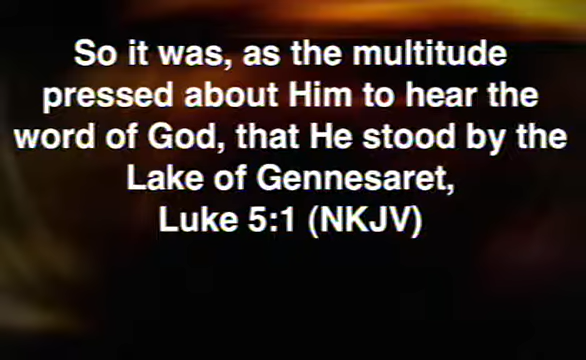 So it was, as the multitude
pressed about Him to hear the
word of God, that He stood by the
Lake of Gennesaret,
Luke 5:1 (NKJV)